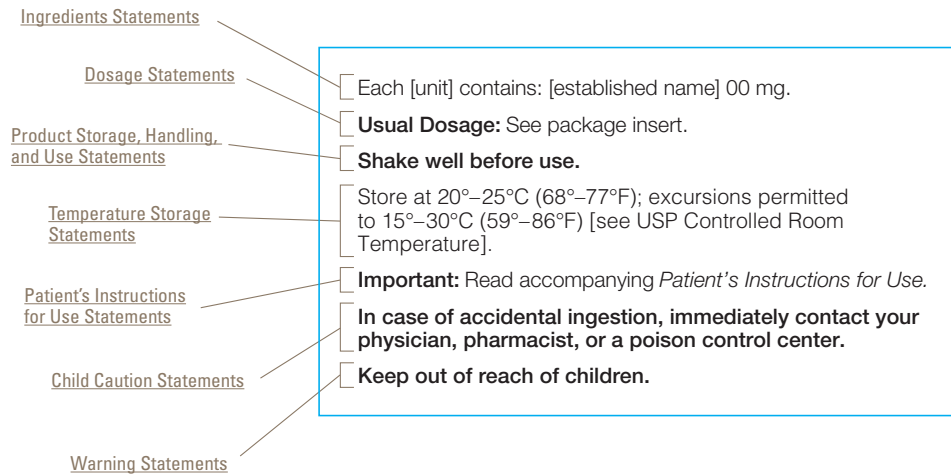 Ingredients Statements
Dosage Statements
Product Storage, Handling,
and Use Statements
Temperature Storage
Statements
Patient's Instructions
for Use Statements
Child Caution Statements
Warning Statements
Each [unit] contains: [established name] 00 mg.
Usual Dosage: See package insert.
Shake well before use.
Store at 20°–25°C (68°–77°F); excursions permitted
to 15°–30°C (59°–86°F) [see USP Controlled Room
Temperature].
Important: Read accompanying Patient's Instructions for Use.
In case of accidental ingestion, immediately contact your
physician, pharmacist, or a poison control center.
Keep out of reach of children.